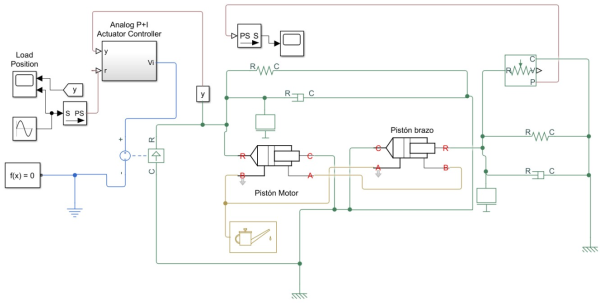 Analog P+I
Actuator Controller
Load
Position
y
r
Vi
y
S PS
f(x) = 0
+
-
R
C
y
PS S
R C
R C
R C
B A
Pistón Motor
Pistón brazo
C R
A B
C
R V
P
R C
R C